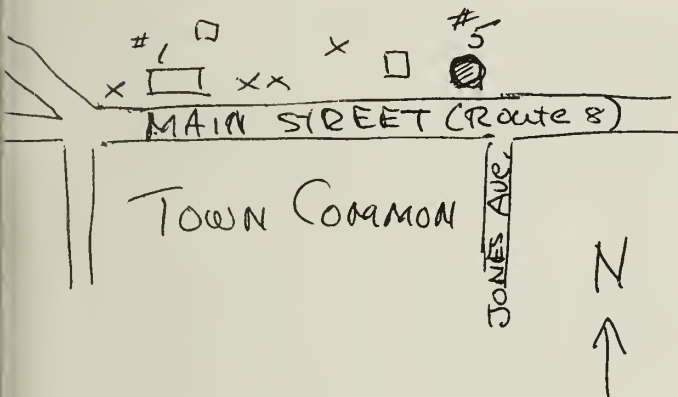 #1
#5
MAIN STREET (Route 8)
TOWN COMMON
JONES AVE.
N